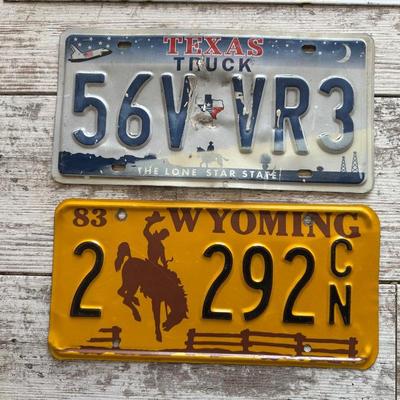 TEXAS
TRUCK
56V VR3
THE LONE STAR STATE
83 WYOMING
2 292 CN